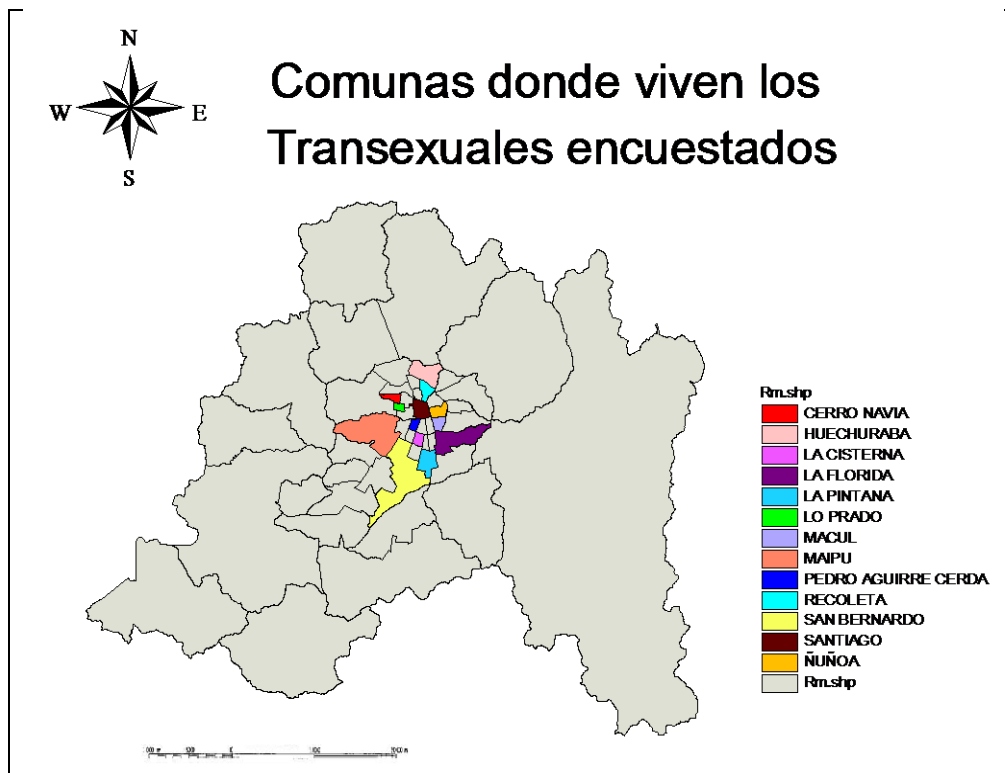 N
W E
S
Comunas donde viven los
Transexuales encuestados
Rm.shp
CERRO NAVIA
HUECHURABA
LA CISTERNA
LA FLORIDA
LA PINTANA
LO PRADO
MACUL
MAIPU
PEDRO AGUIRRE CERDA
RECOLETA
SAN BERNARDO
SANTIAGO
ÑUÑOA
Rm.shp